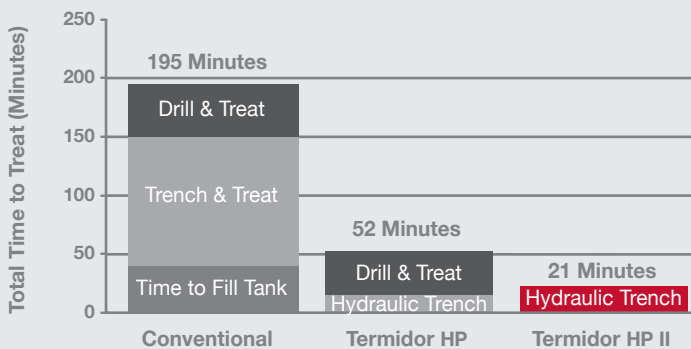 Total Time to Treat (Minutes)
250
200
150
100
50
0
195 Minutes
Drill & Treat
Trench & Treat
Time to Fill Tank
52 Minutes
Drill & Treat
Hydraulic Trench
21 Minutes
Hydraulic Trench
Conventional
Termidor HP
Termidor HP II